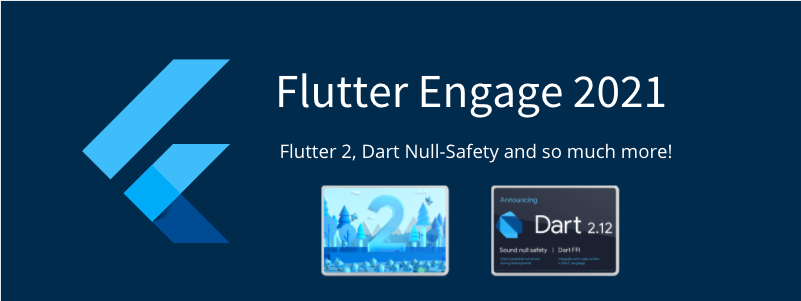 Flutter Engage 2021
Flutter 2, Dart Null-Safety and so much more!
2
Announcing
Dart 2.12
Sound null safety | Dart FFI